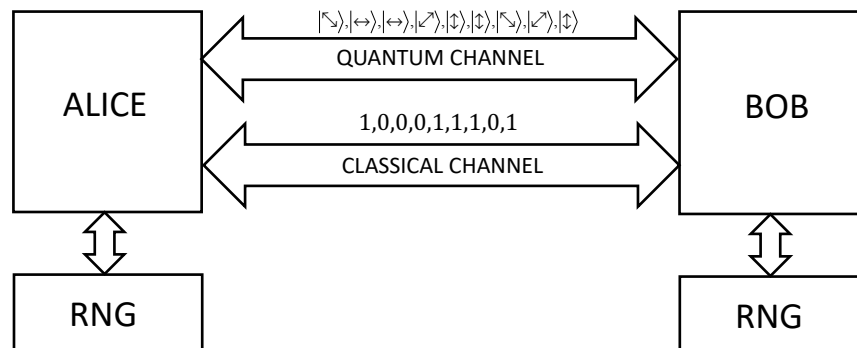 |⤡⟩,|↔⟩,|↔⟩,|⤢⟩,|↕⟩,|↕⟩,|⤡⟩,|⤢⟩,|↕⟩
QUANTUM CHANNEL
ALICE
BOB
1,0,0,0,1,1,1,0,1
CLASSICAL CHANNEL
RNG
RNG